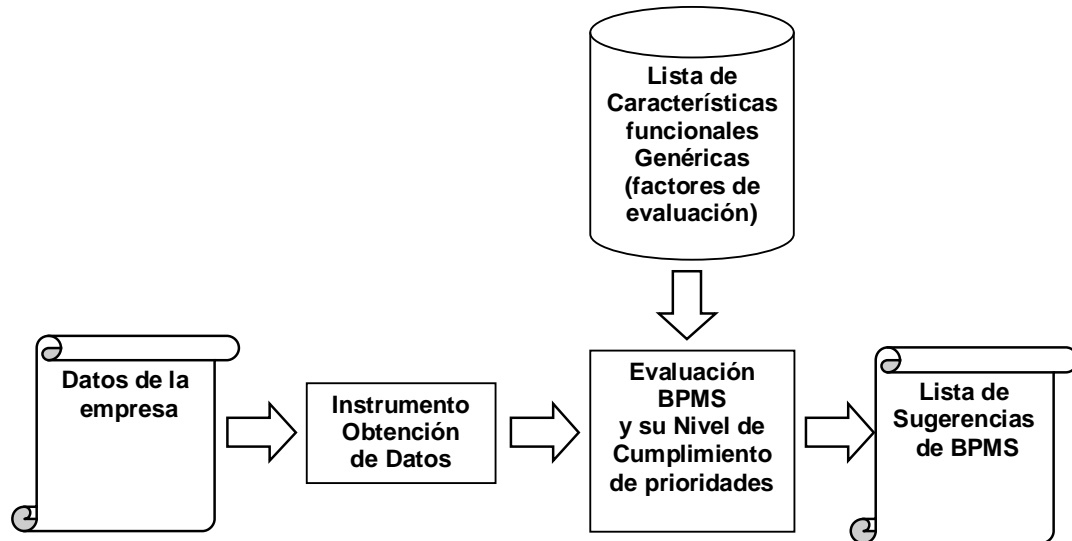 Lista de
Característícas
funcionales
Genéricas
(factores de
evaluación)
Datos de la
empresa
Instrumento
Obtención
de Datos
Evaluación
BPMS
y su Nivel de
Cumplimiento
de prioridades
Lista de
Sugerencias
de BPMS